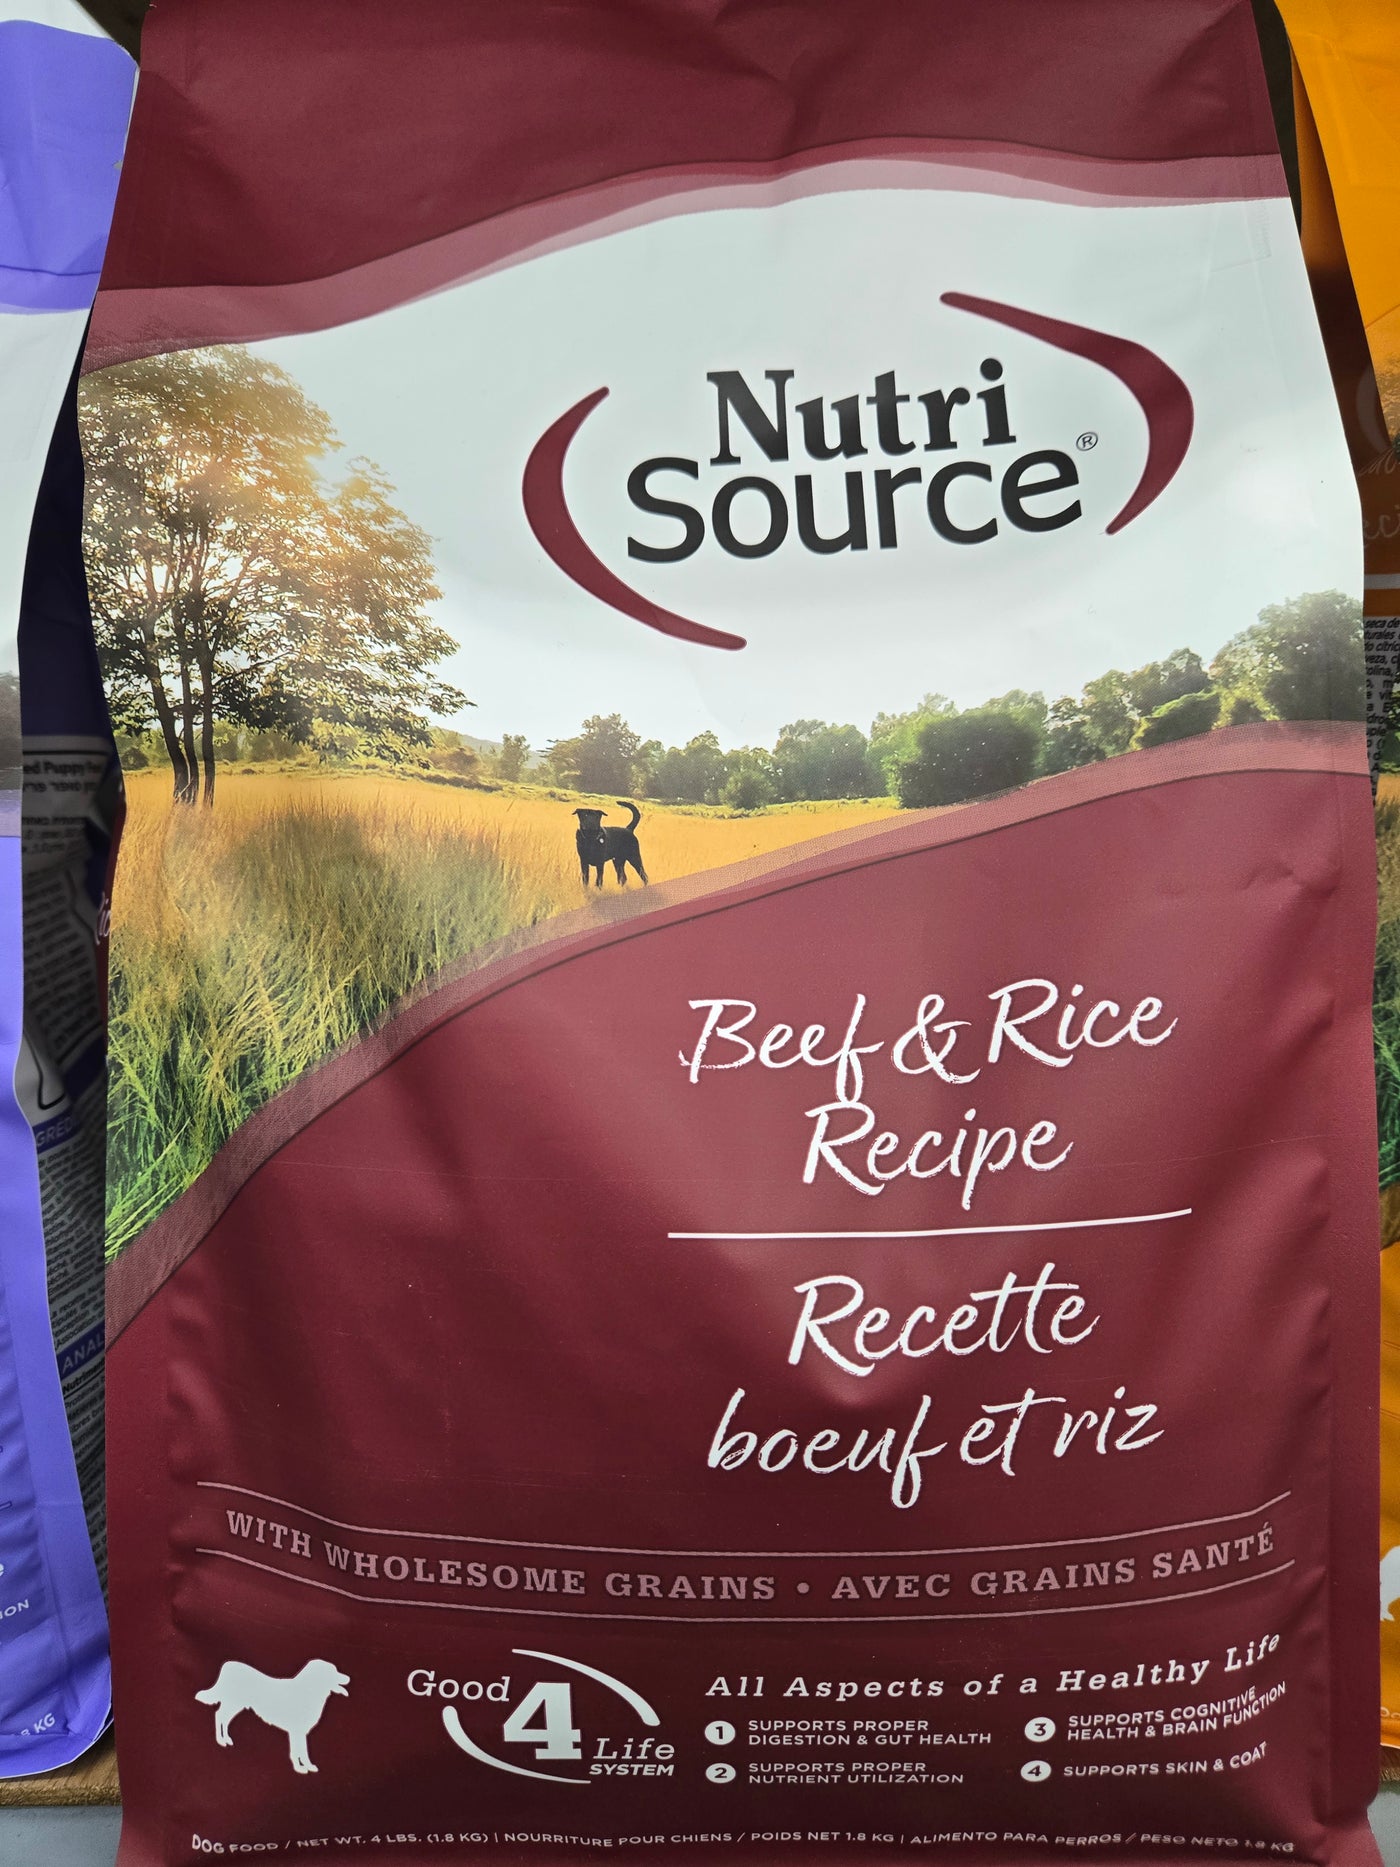 Nutri
Source®
Beef & Rice
Recipe
Recette
boeuf et riz
WITH WHOLESOME GRAINS • AVEC GRAINS SANTÉ
Good 4 Life
SYSTEM
All Aspects of a Healthy Life
1 SUPPORTS PROPER
DIGESTION & GUT HEALTH
2 SUPPORTS PROPER
NUTRIENT UTILIZATION
3 SUPPORTS COGNITIVE
HEALTH & BRAIN FUNCTION
4 SUPPORTS SKIN & COAT
DOG FOOD / NET WT. 4 LBS. (1.8 KG) | NOURRITURE POUR CHIENS / POIDS NET 1.8 KG | ALIMENTO PARA PERROS / PESO NETO 1.8 KG